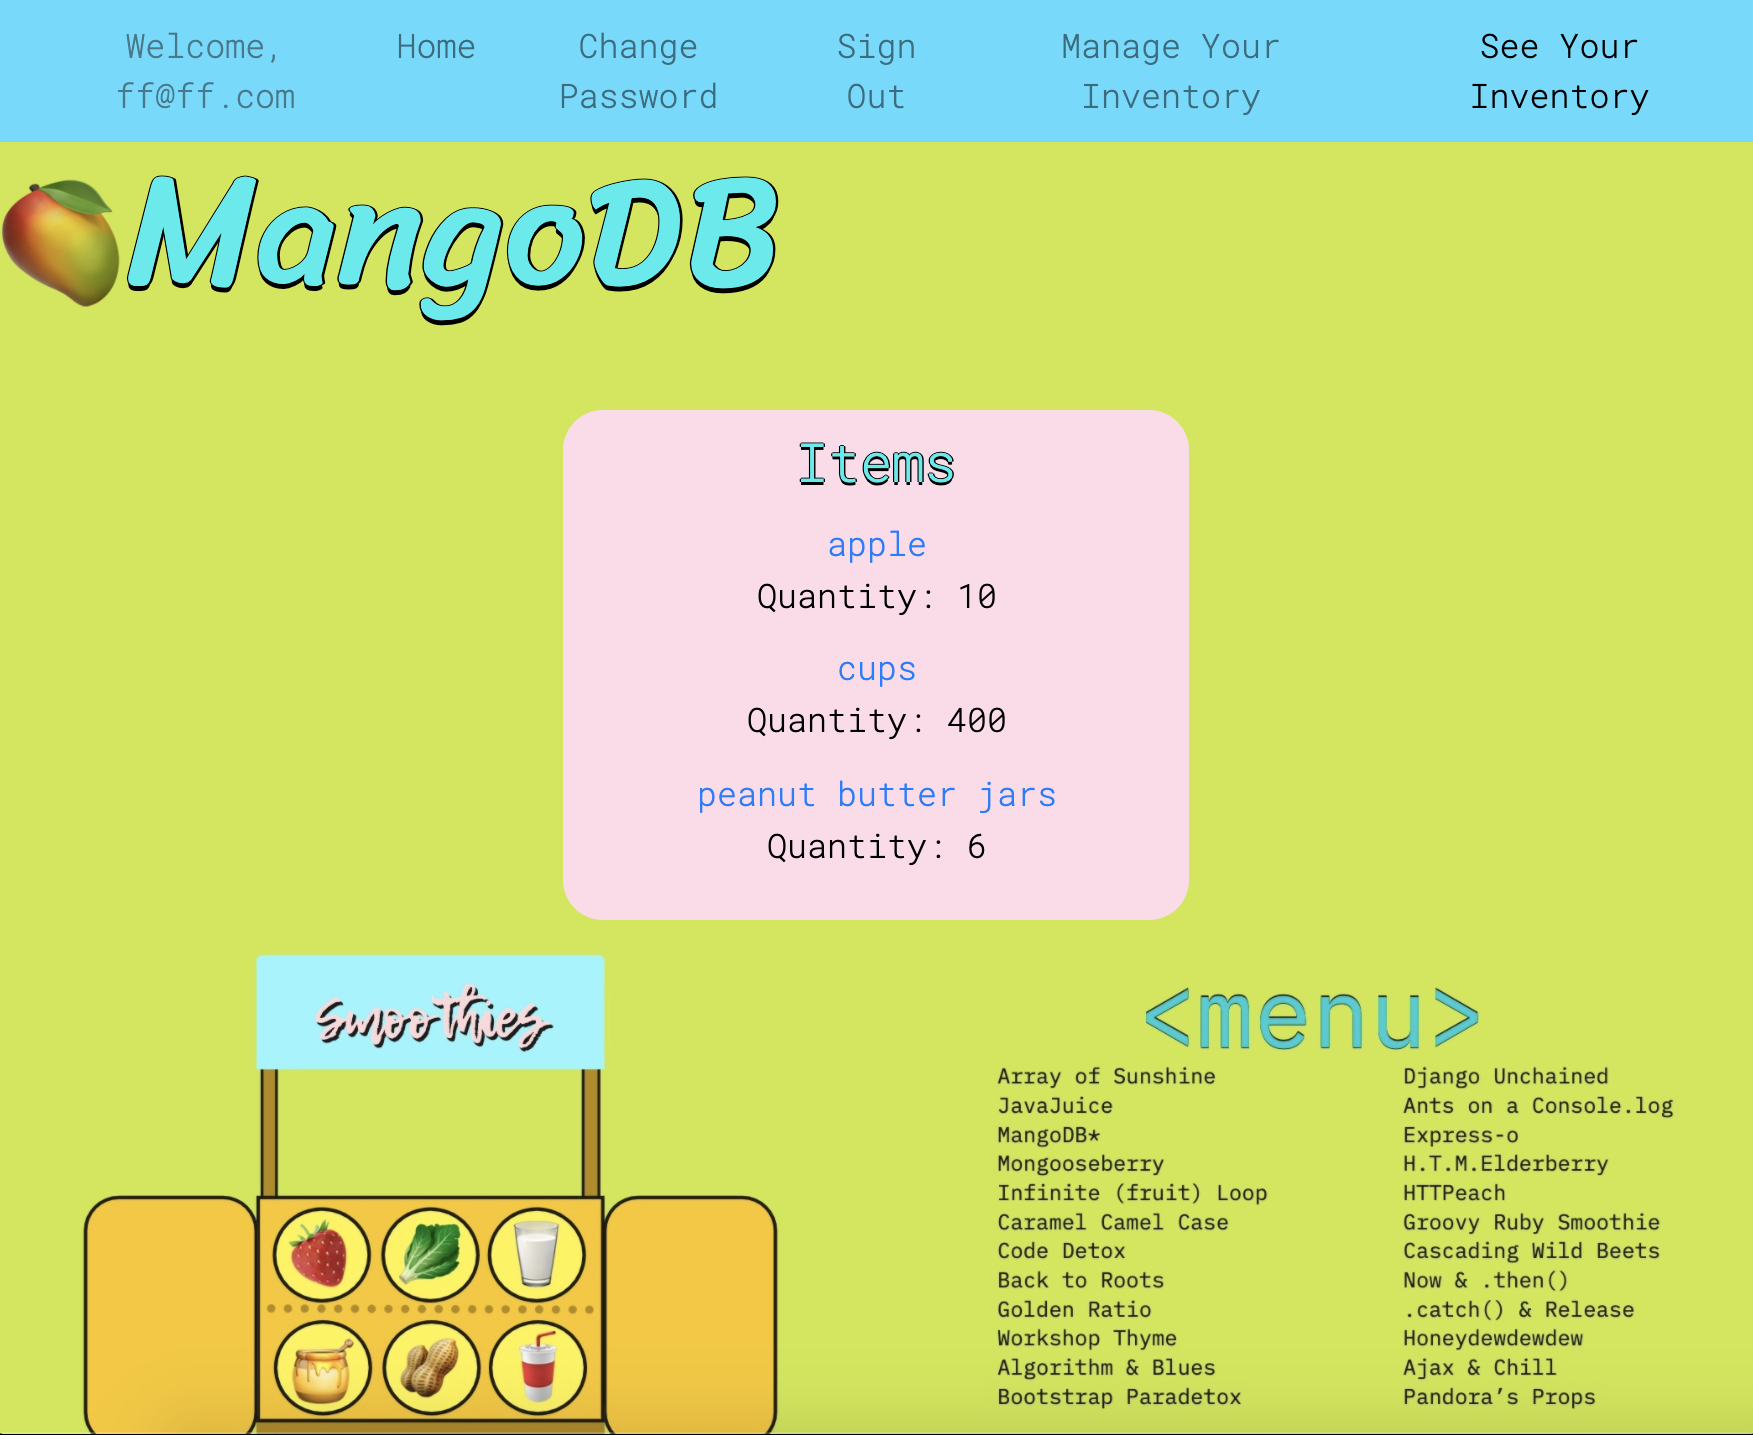 Welcome,
ff@ff.com
Home
Change
Password
Sign
Out
Manage Your
Inventory
See Your
Inventory
MangoDB
Items
apple
Quantity: 10
cups
Quantity: 400
peanut butter jars
Quantity: 6
Smoothies
<menu>
Array of Sunshine
JavaJuice
MangoDB*
Mongooseberry
Infinite (fruit) Loop
Caramel Camel Case
Code Detox
Back to Roots
Golden Ratio
Workshop Thyme
Algorithm & Blues
Bootstrap Paradetox
Django Unchained
Ants on a Console.log
Express-o
H.T.M.Elderberry
HTTPeach
Groovy Ruby Smoothie
Cascading Wild Beets
Now & .then()
.catch() & Release
Honeydewdewdew
Ajax & Chill
Pandora’s Props